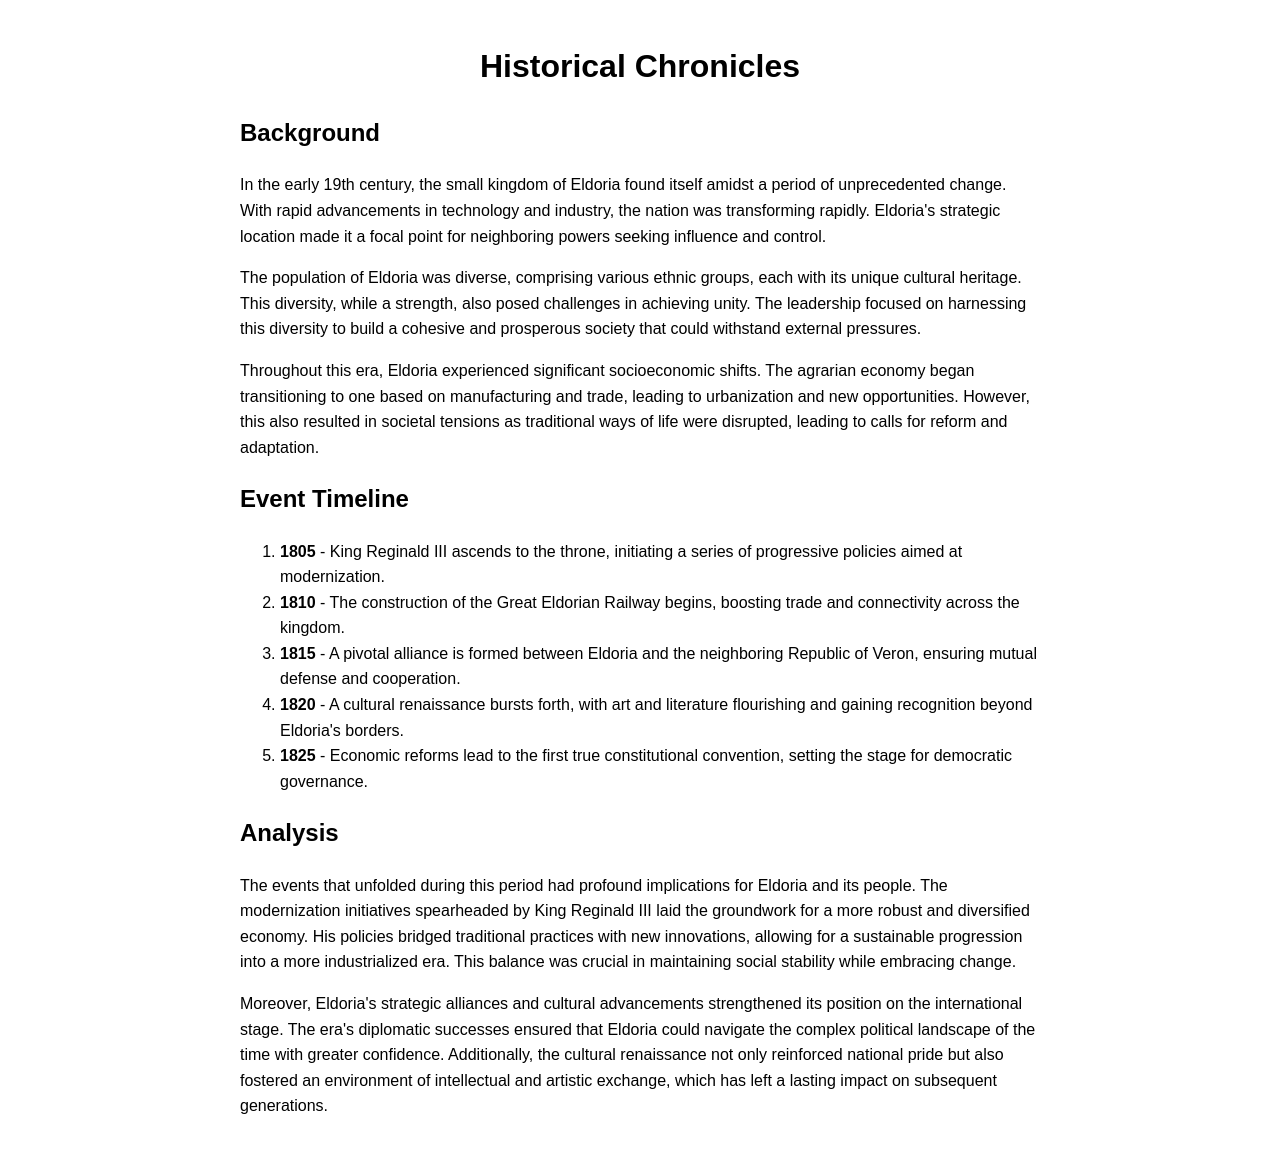 Historical Chronicles
Background
In the early 19th century, the small kingdom of Eldoria found itself amidst a period of unprecedented change.
With rapid advancements in technology and industry, the nation was transforming rapidly. Eldoria's strategic
location made it a focal point for neighboring powers seeking influence and control.
The population of Eldoria was diverse, comprising various ethnic groups, each with its unique cultural heritage.
This diversity, while a strength, also posed challenges in achieving unity. The leadership focused on harnessing
this diversity to build a cohesive and prosperous society that could withstand external pressures.
Throughout this era, Eldoria experienced significant socioeconomic shifts. The agrarian economy began
transitioning to one based on manufacturing and trade, leading to urbanization and new opportunities. However,
this also resulted in societal tensions as traditional ways of life were disrupted, leading to calls for reform and
adaptation.
Event Timeline
1. 1805 - King Reginald III ascends to the throne, initiating a series of progressive policies aimed at
modernization.
2. 1810 - The construction of the Great Eldorian Railway begins, boosting trade and connectivity across the
kingdom.
3. 1815 - A pivotal alliance is formed between Eldoria and the neighboring Republic of Veron, ensuring mutual
defense and cooperation.
4. 1820 - A cultural renaissance bursts forth, with art and literature flourishing and gaining recognition beyond
Eldoria's borders.
5. 1825 - Economic reforms lead to the first true constitutional convention, setting the stage for democratic
governance.
Analysis
The events that unfolded during this period had profound implications for Eldoria and its people. The
modernization initiatives spearheaded by King Reginald III laid the groundwork for a more robust and diversified
economy. His policies bridged traditional practices with new innovations, allowing for a sustainable progression
into a more industrialized era. This balance was crucial in maintaining social stability while embracing change.
Moreover, Eldoria's strategic alliances and cultural advancements strengthened its position on the international
stage. The era's diplomatic successes ensured that Eldoria could navigate the complex political landscape of the
time with greater confidence. Additionally, the cultural renaissance not only reinforced national pride but also
fostered an environment of intellectual and artistic exchange, which has left a lasting impact on subsequent
generations.